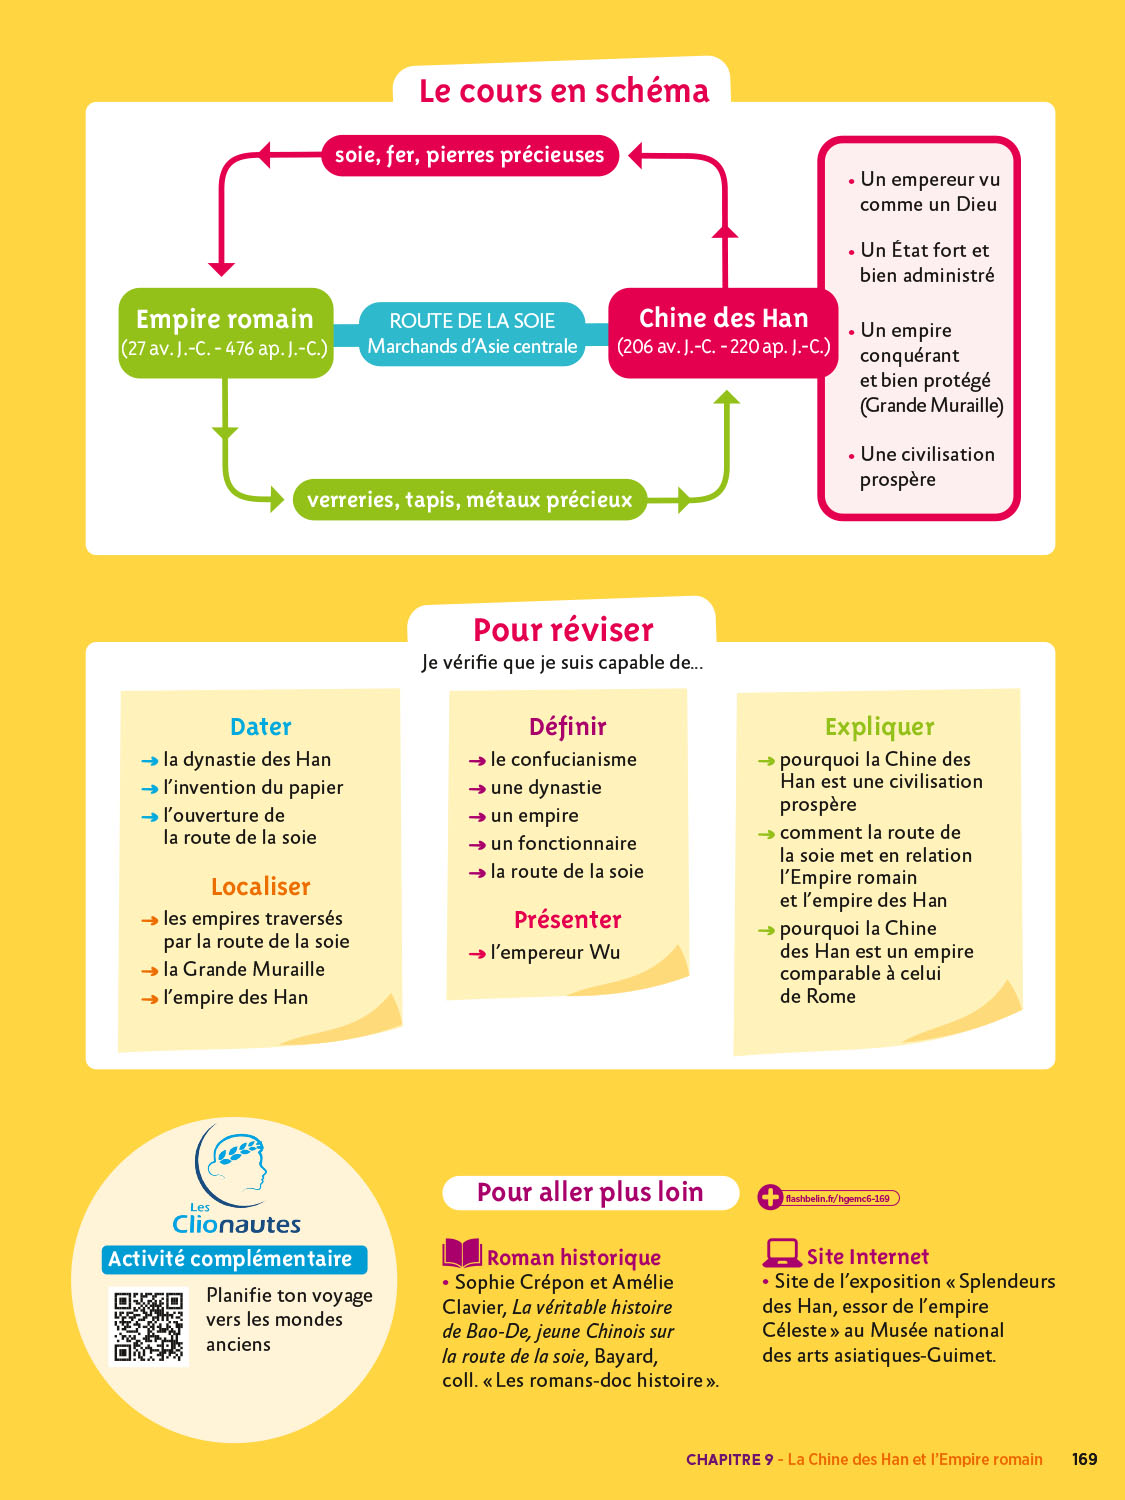 Le cours en schéma
soie, fer, pierres précieuses
Empire romain
(27 av. J.-C. - 476 ap. J.-C.)
ROUTE DE LA SOIE
Marchands d'Asie centrale
Chine des Han
(206 av. J.-C. - 220 ap. J.-C.)
verreries, tapis, métaux précieux
• Un empereur vu
comme un Dieu
• Un État fort et
bien administré
• Un empire
conquérant
et bien protégé
(Grande Muraille)
• Une civilisation
prospère
Pour réviser
Je vérifie que je suis capable de...
Dater
→ la dynastie des Han
→ l'invention du papier
→ l'ouverture de
la route de la soie
Localiser
→ les empires traversés
par la route de la soie
→ la Grande Muraille
→ l'empire des Han
Définir
→ le confucianisme
→ une dynastie
→ un empire
→ un fonctionnaire
→ la route de la soie
Présenter
→ l'empereur Wu
Expliquer
→ pourquoi la Chine des
Han est une civilisation
prospère
→ comment la route de
la soie met en relation
l'Empire romain
et l'empire des Han
→ pourquoi la Chine
des Han est un empire
comparable à celui
de Rome
Les
Clionautes
Activité complémentaire
Planifie ton voyage
vers les mondes
anciens
Pour aller plus loin
flashbelin.fr/hgemc6-169
Roman historique
• Sophie Crépon et Amélie
Clavier, La véritable histoire
de Bao-De, jeune Chinois sur
la route de la soie, Bayard,
coll. « Les romans-doc histoire ».
Site Internet
• Site de l'exposition « Splendeurs
des Han, essor de l'empire
Céleste » au Musée national
des arts asiatiques-Guimet.
CHAPITRE 9 - La Chine des Han et l'Empire romain 169